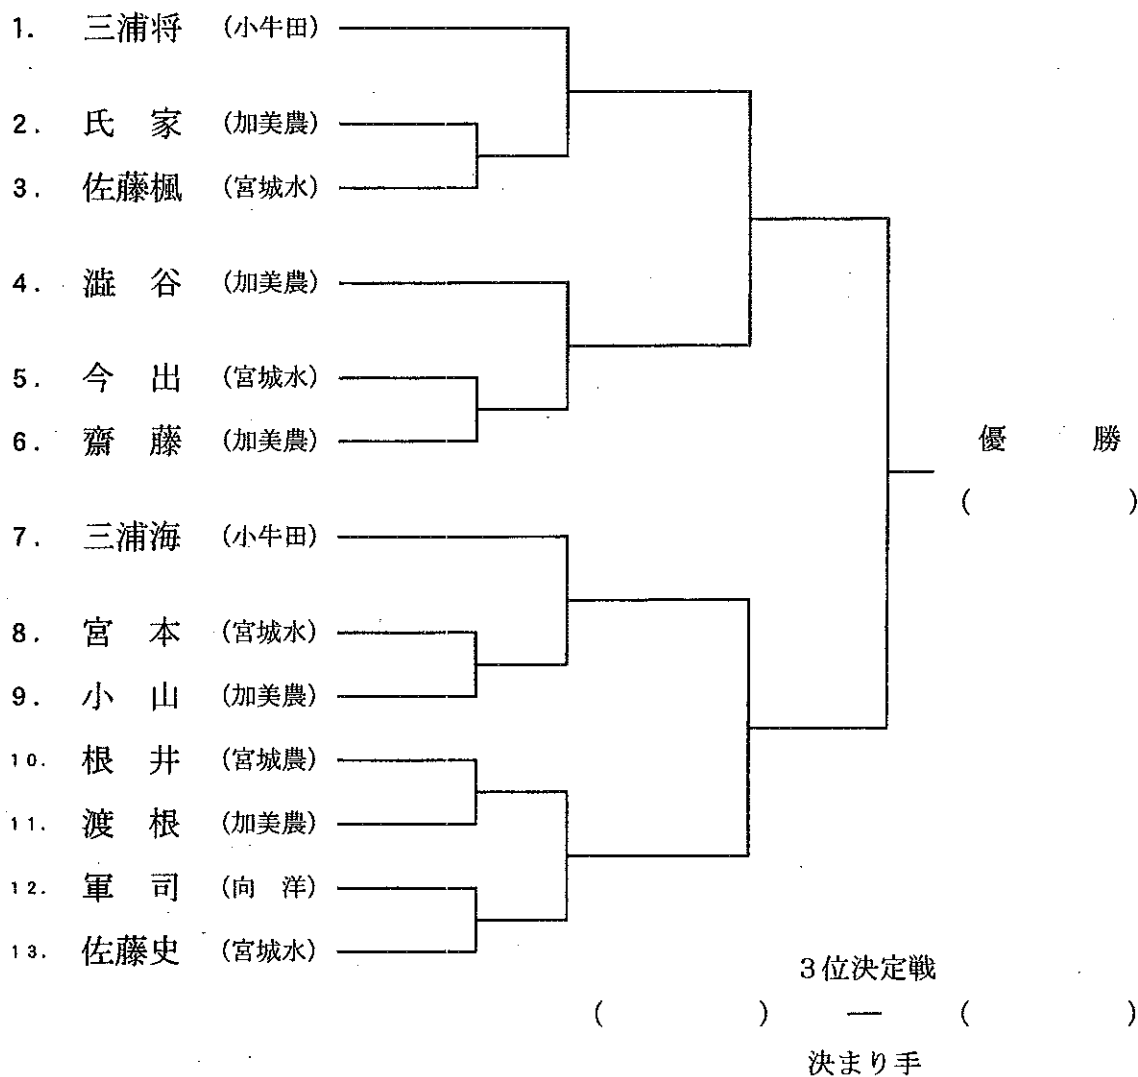 1. 三浦将 (小牛田)
2. 氏 家 (加美農)
3. 佐藤楓 (宮城水)
4. 澁 谷 (加美農)
5. 今 出 (宮城水)
6. 齋 藤 (加美農)
優 勝
( )
7. 三浦海 (小牛田)
8. 宮 本 (宮城水)
9. 小 山 (加美農)
10. 根 井 (宮城農)
11. 渡 根 (加美農)
12. 軍 司 (向 洋)
13. 佐藤史 (宮城水)
3位決定戦
( ) ― ( )
決まり手